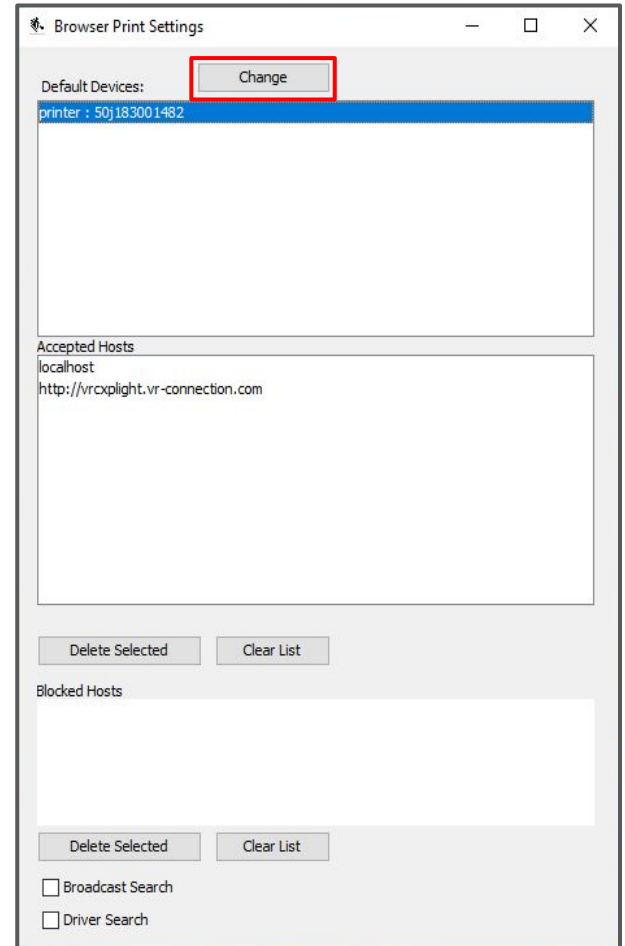 Browser Print Settings
Default Devices:
Change
printer : 50j183001482
Accepted Hosts
localhost
http://vrcxplight.vr-connection.com
Delete Selected
Clear List
Blocked Hosts
Delete Selected
Clear List
Broadcast Search
Driver Search